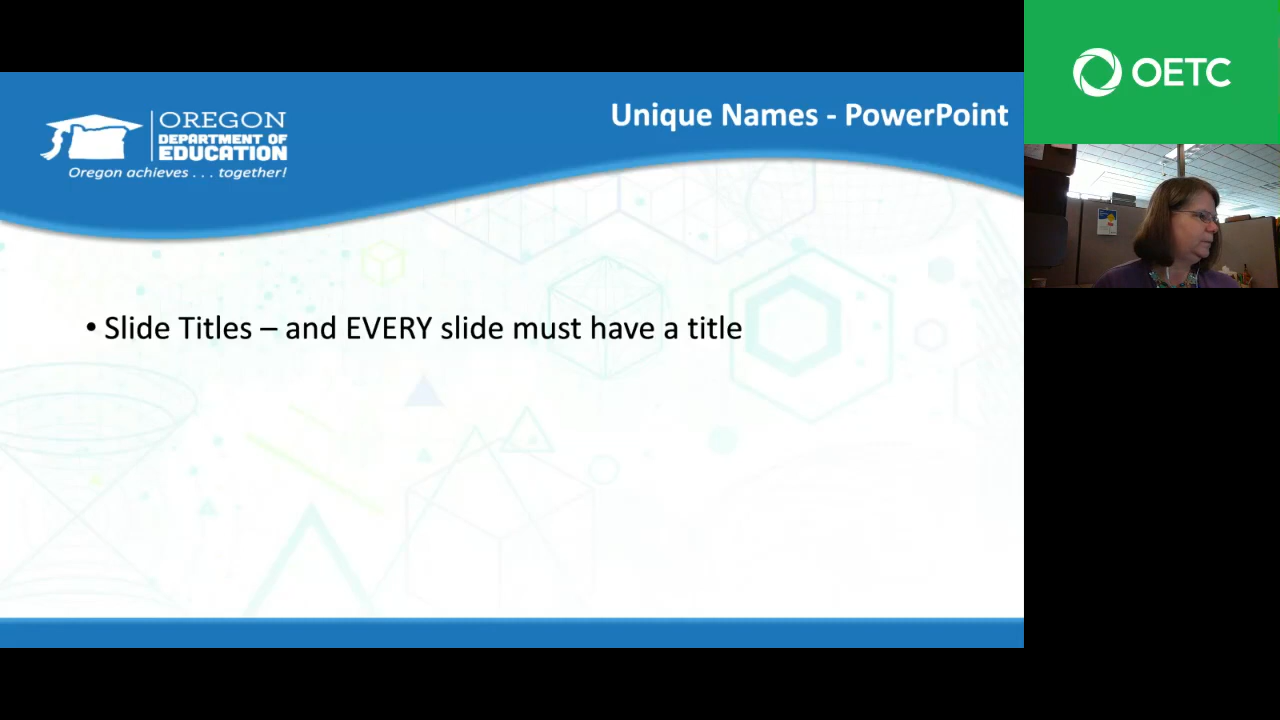 OREGON
DEPARTMENT OF
EDUCATION
Oregon achieves . . . together!
Unique Names - PowerPoint
OETC
• Slide Titles – and EVERY slide must have a title